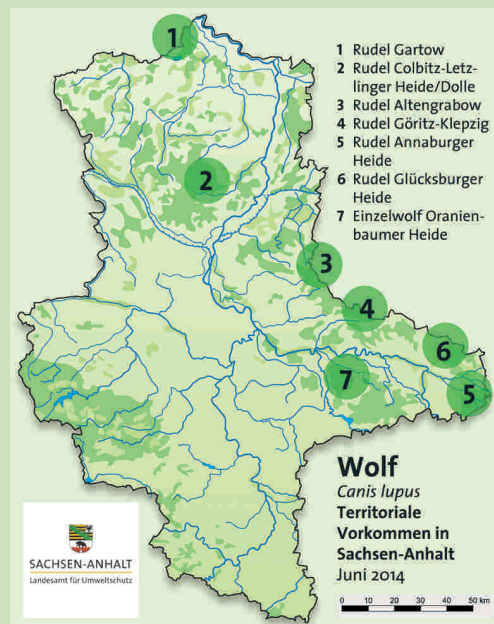 1 Rudel Gartow
2 Rudel Colbitz-Letz-
linger Heide/Dolle
3 Rudel Altengrabow
4 Rudel Göritz-Klepzig
5 Rudel Annaburger
Heide
6 Rudel Glücksburger
Heide
7 Einzelwolf Oranien-
baumer Heide
1
2
3
4
6
7
5
Wolf
Canis lupus
Territoriale
Vorkommen in
Sachsen-Anhalt
Juni 2014
0 10 20 30 40 50 km
SACHSEN-ANHALT
Landesamt für Umweltschutz